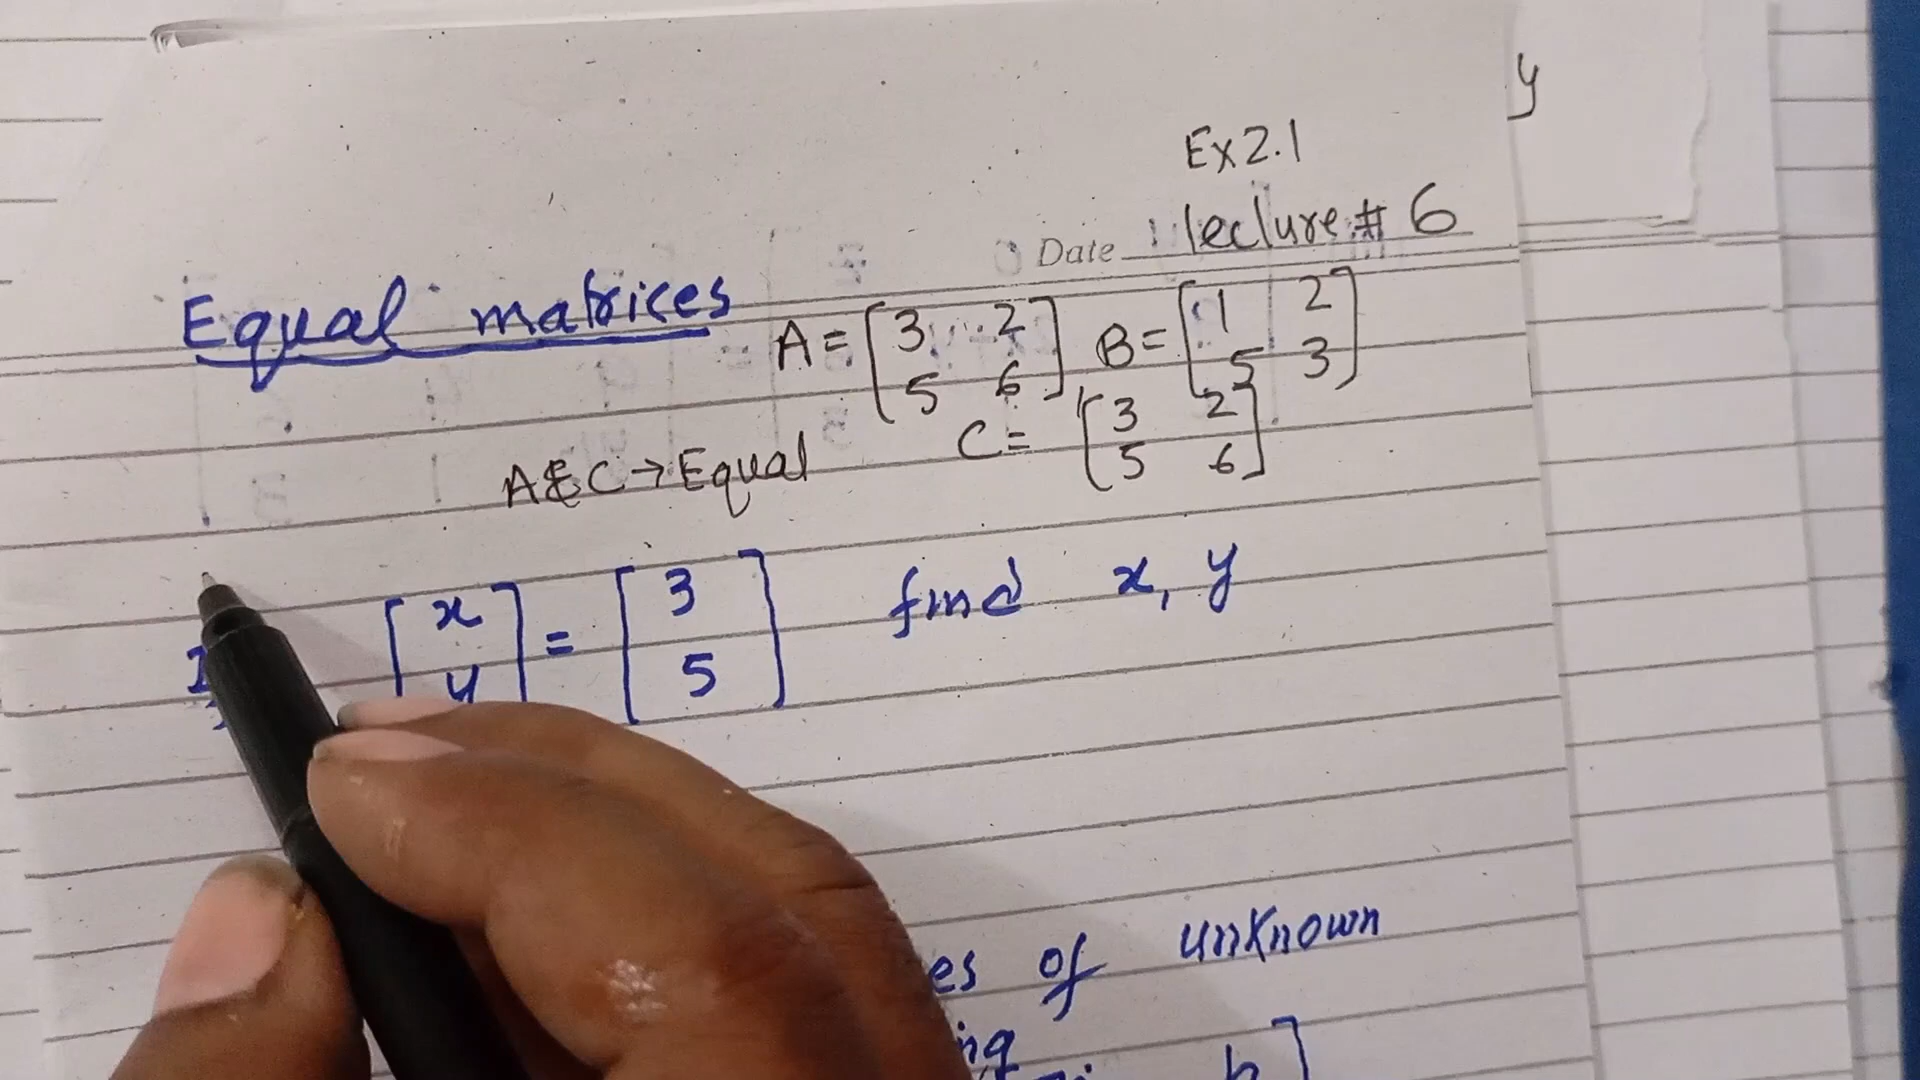 y
Ex 2.1
Date lecture # 6
Equal matrices
A = [3 2
5 6] B = [1 2
5 3]
A & C → Equal C = [3 2
5 6]
[x
y] = [3
5] find x, y
es of unknown
ng
b]